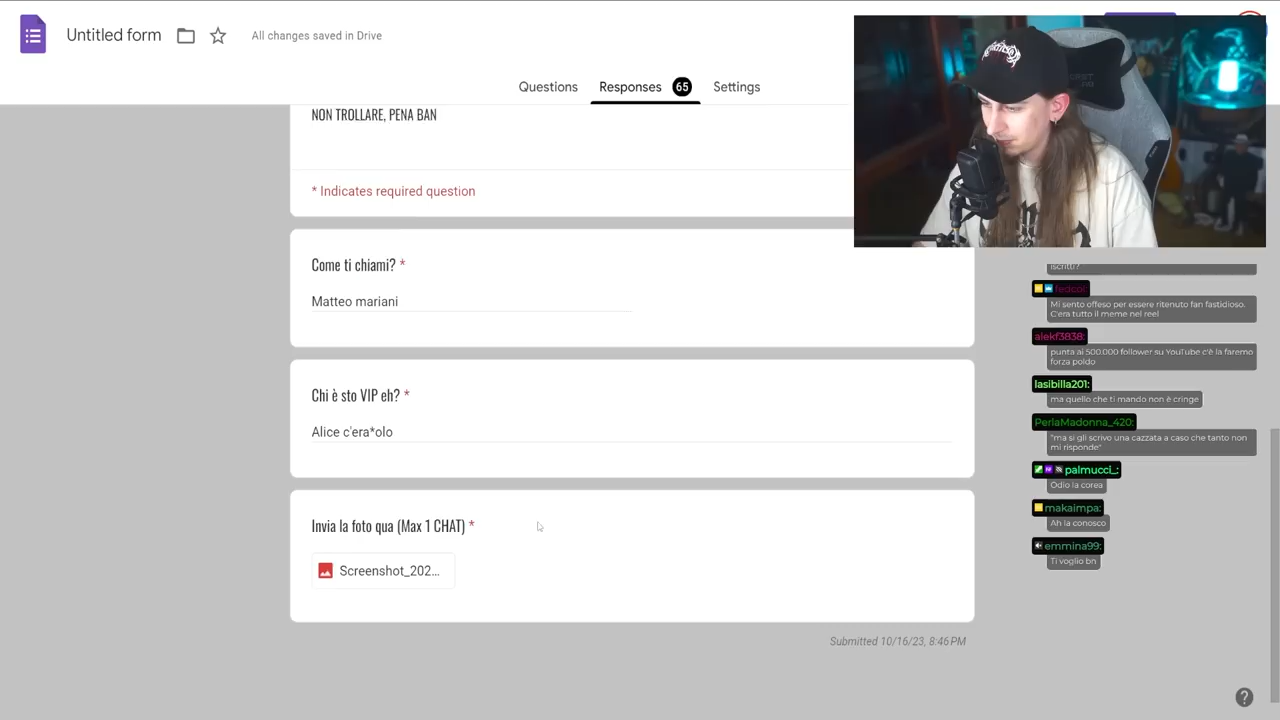 Untitled form
All changes saved in Drive
Questions
Responses 65
Settings
NON TROLLARE, PENA BAN
* Indicates required question
Come ti chiami? *
Matteo mariani
Chi è sto VIP eh? *
Alice c'era*olo
Invia la foto qua (Max 1 CHAT) *
Screenshot_202...
Submitted 10/16/23, 8:46 PM
iscritti?
fedcol:
Mi sento offeso per essere ritenuto fan fastidioso.
C'era tutto il meme nel reel
alekf3838:
punta ai 500.000 follower su YouTube c'è la faremo
forza poldo
lasibilla201:
ma quello che ti mando non è cringe
PerlaMadonna_420:
"ma si gli scrivo una cazzata a caso che tanto non
mi risponde"
palmucci_:
Odio la corea
makaimpa:
Ah la conosco
emmina99:
Ti voglio bn